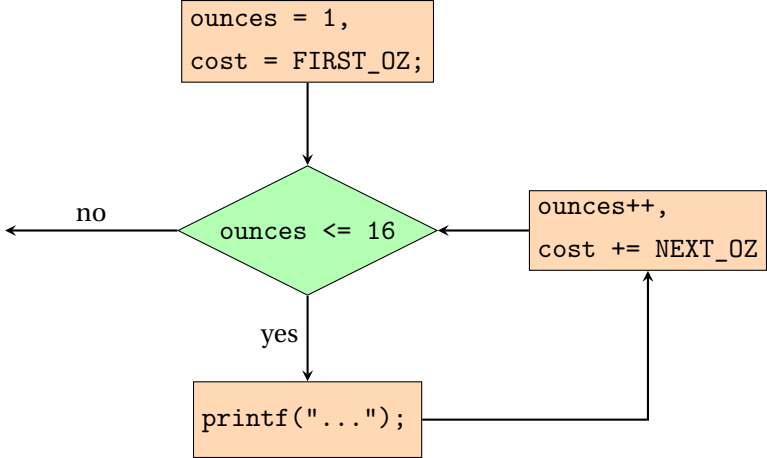 ounces = 1,
cost = FIRST_OZ;
no
ounces <= 16
ounces++,
cost += NEXT_OZ
yes
printf("...");